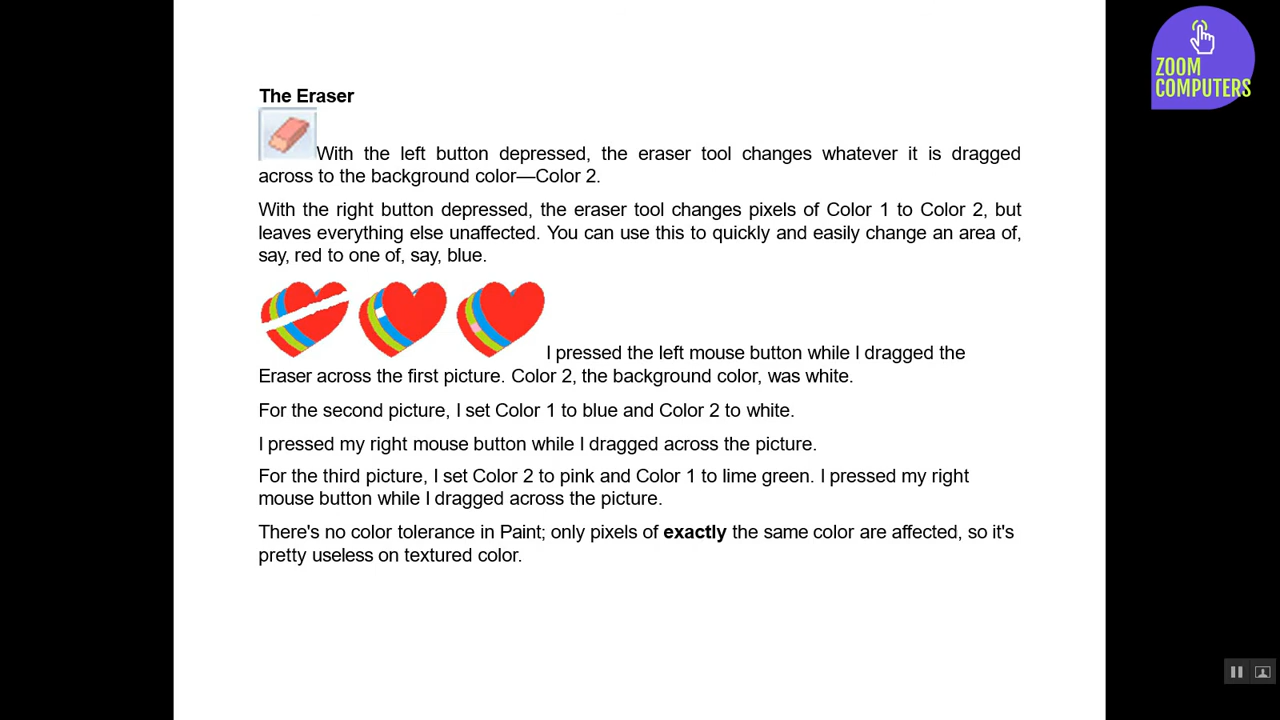 ZOOM
COMPUTERS
The Eraser
With the left button depressed, the eraser tool changes whatever it is dragged
across to the background color—Color 2.
With the right button depressed, the eraser tool changes pixels of Color 1 to Color 2, but
leaves everything else unaffected. You can use this to quickly and easily change an area of,
say, red to one of, say, blue.
I pressed the left mouse button while I dragged the
Eraser across the first picture. Color 2, the background color, was white.
For the second picture, I set Color 1 to blue and Color 2 to white.
I pressed my right mouse button while I dragged across the picture.
For the third picture, I set Color 2 to pink and Color 1 to lime green. I pressed my right
mouse button while I dragged across the picture.
There's no color tolerance in Paint; only pixels of exactly the same color are affected, so it's
pretty useless on textured color.